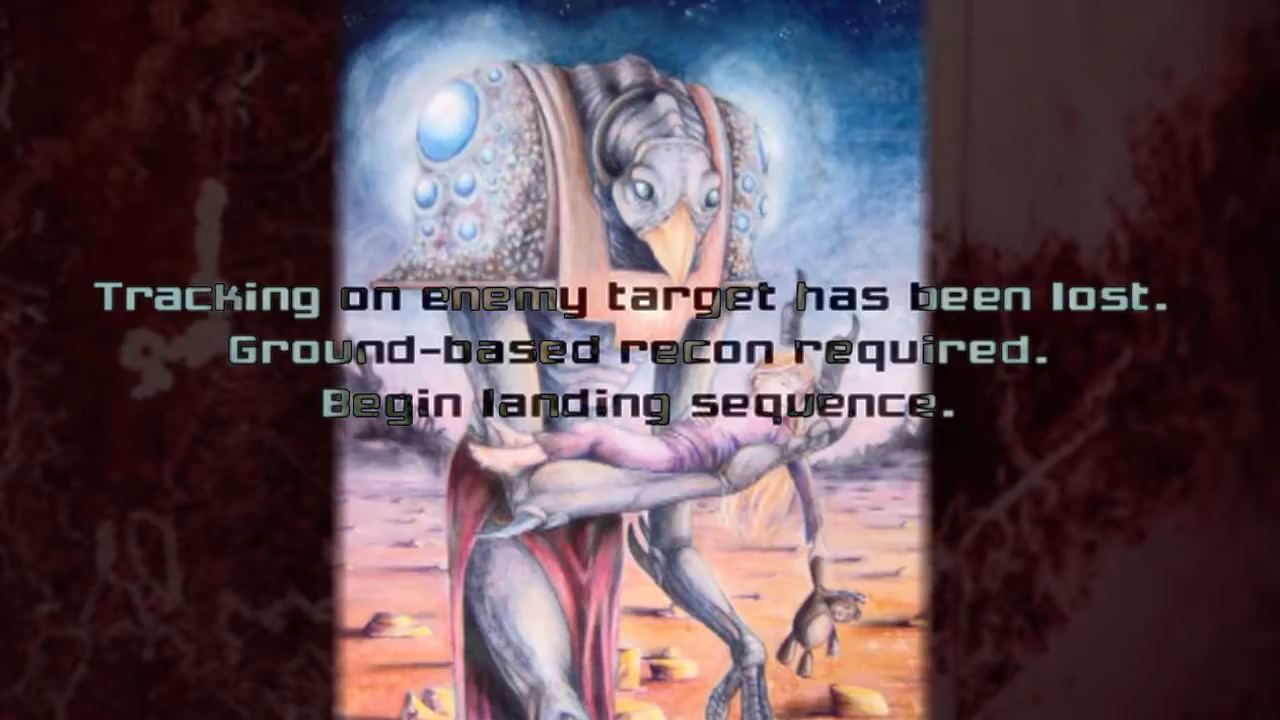 Tracking on enemy target has been lost.
Ground-based recon required.
Begin landing sequence.